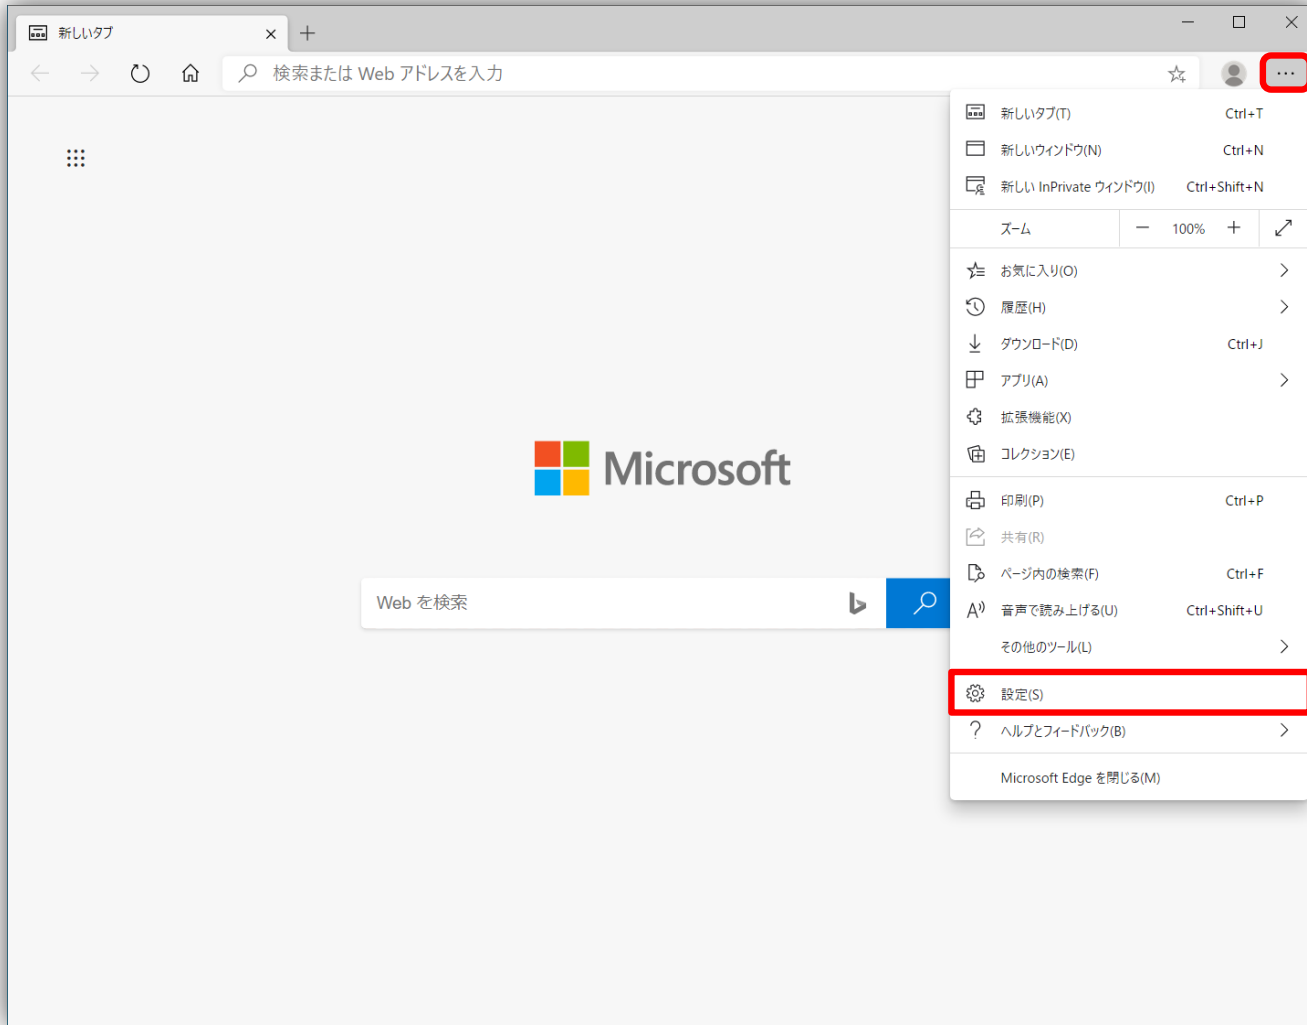 新しいタブ
検索または Web アドレスを入力
新しいタブ(T) Ctrl+T
新しいウィンドウ(N) Ctrl+N
新しい InPrivate ウィンドウ(I) Ctrl+Shift+N
ズーム 100%
お気に入り(O)
履歴(H)
ダウンロード(D) Ctrl+J
アプリ(A)
拡張機能(X)
コレクション(E)
Microsoft
印刷(P) Ctrl+P
共有(R)
ページ内の検索(F) Ctrl+F
Web を検索
音声で読み上げる(U) Ctrl+Shift+U
その他のツール(L)
設定(S)
ヘルプとフィードバック(B)
Microsoft Edge を閉じる(M)